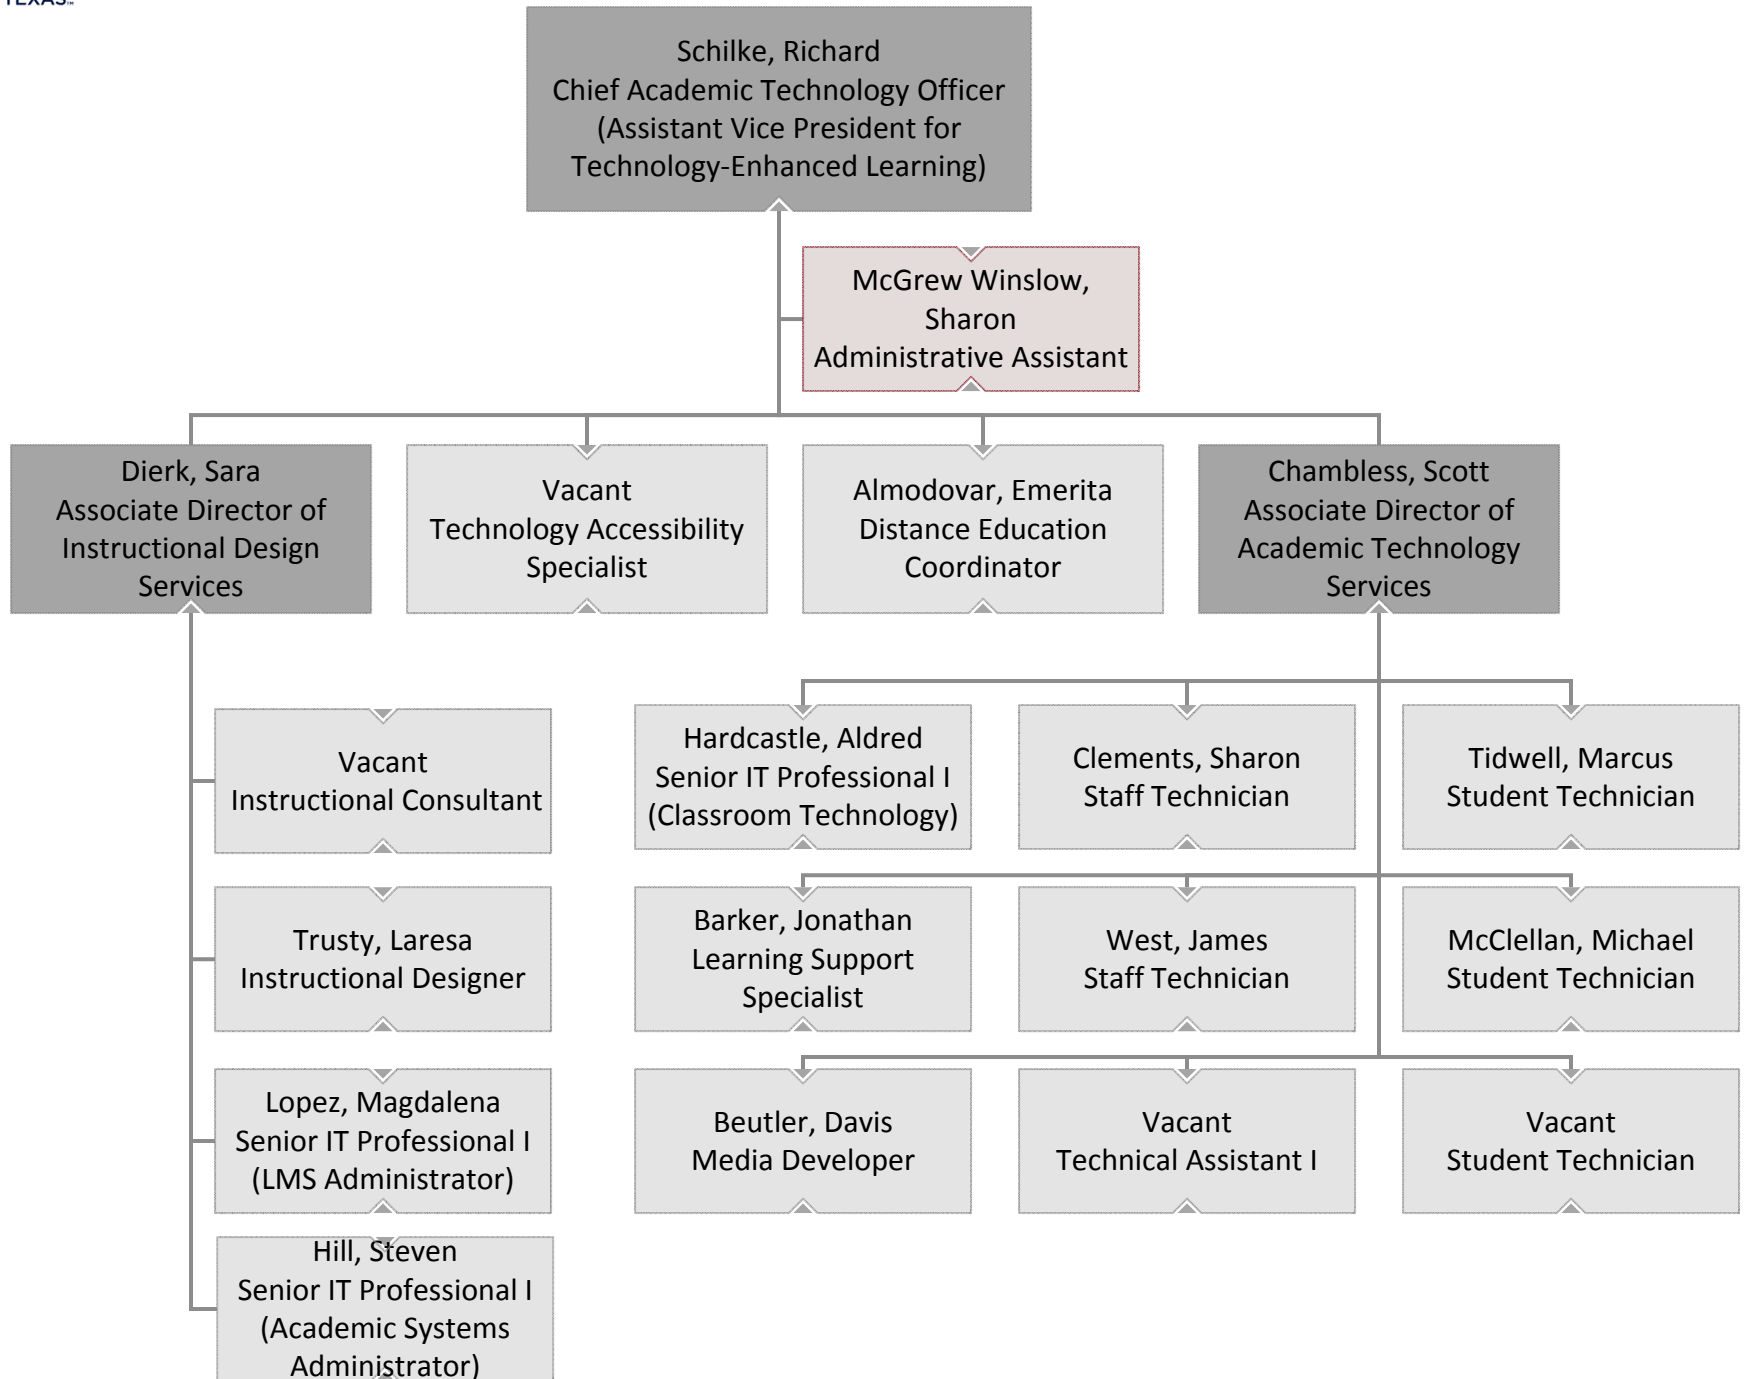 TEXAS
Schilke, Richard
Chief Academic Technology Officer
(Assistant Vice President for
Technology-Enhanced Learning)
McGrew Winslow,
Sharon
Administrative Assistant
Dierk, Sara
Associate Director of
Instructional Design
Services
Vacant
Technology Accessibility
Specialist
Almodovar, Emerita
Distance Education
Coordinator
Chambless, Scott
Associate Director of
Academic Technology
Services
Vacant
Instructional Consultant
Trusty, Laresa
Instructional Designer
Lopez, Magdalena
Senior IT Professional I
(LMS Administrator)
Hill, Steven
Senior IT Professional I
(Academic Systems
Administrator)
Hardcastle, Aldred
Senior IT Professional I
(Classroom Technology)
Clements, Sharon
Staff Technician
Tidwell, Marcus
Student Technician
Barker, Jonathan
Learning Support
Specialist
West, James
Staff Technician
McClellan, Michael
Student Technician
Beutler, Davis
Media Developer
Vacant
Technical Assistant I
Vacant
Student Technician